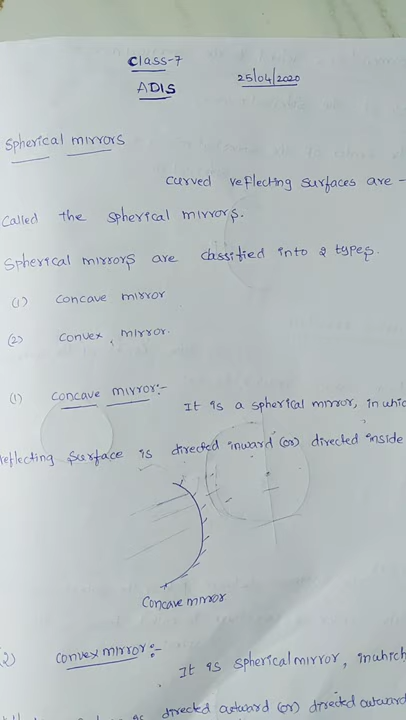 Class-7
ADIS
25/04/2020
Spherical mirrors
Curved reflecting surfaces are -
Called the spherical mirrors.
Spherical mirrors are classified into 2 types.
(1) Concave mirror
(2) Convex mirror.
(1) Concave mirror:-
It is a spherical mirror, in which
reflecting surface is directed inward (or) directed inside
Concave mirror
2) Convex mirror:-
It is spherical mirror, in which
directed outward (or) directed outward